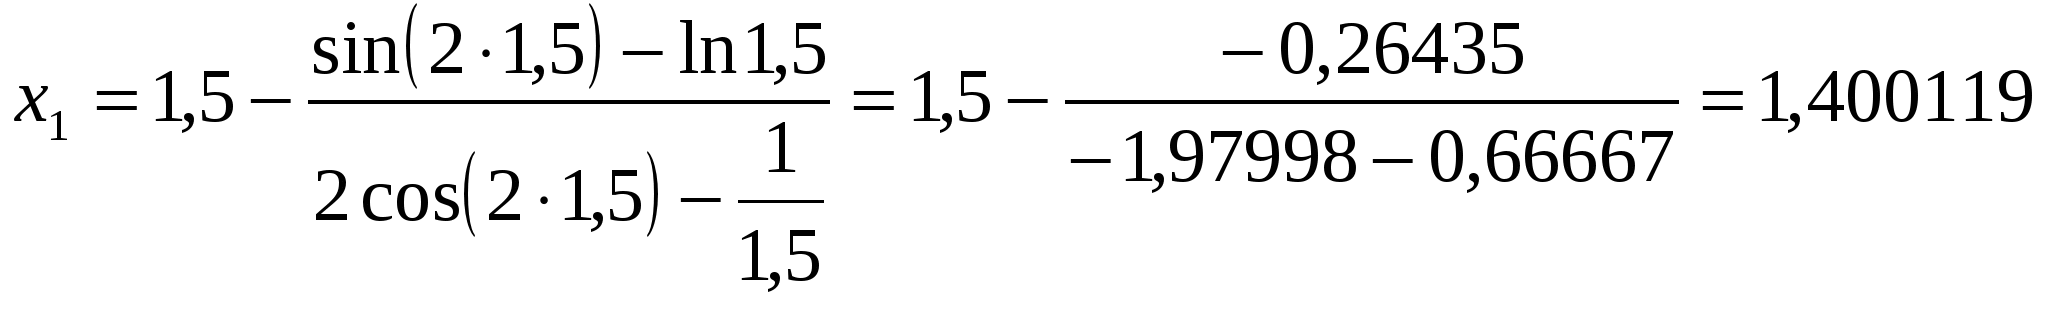 x₁ = 1,5 − (sin(2·1,5) − ln1,5) / (2cos(2·1,5) − 1/1,5) = 1,5 − (−0,26435) / (−1,97998 − 0,66667) = 1,400119